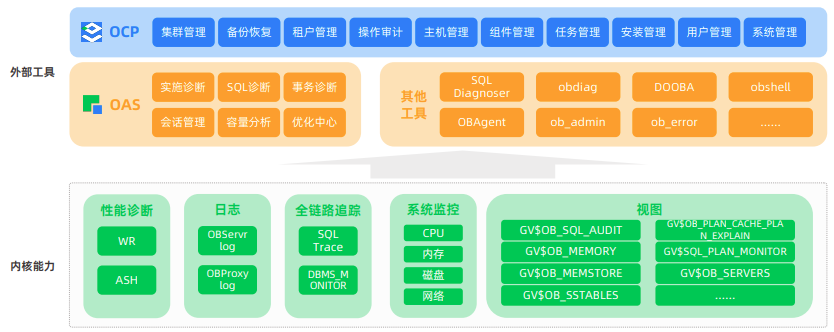 外部工具
OCP
集群管理
备份恢复
租户管理
操作审计
主机管理
组件管理
任务管理
安装管理
用户管理
系统管理
OAS
实施诊断
SQL诊断
事务诊断
会话管理
容量分析
优化中心
其他
工具
SQL
Diagnoser
obdiag
DOOBA
obshell
OBAgent
ob_admin
ob_error
......
内核能力
性能诊断
WR
ASH
日志
OBServr
log
OBProxy
log
全链路追踪
SQL
Trace
DBMS_M
ONITOR
系统监控
CPU
内存
磁盘
网络
视图
GV$OB_SQL_AUDIT
GV$OB_PLAN_CACHE_PLA
N_EXPLAIN
GV$OB_MEMORY
GV$SQL_PLAN_MONITOR
GV$OB_MEMSTORE
GV$OB_SERVERS
GV$OB_SSTABLES
......